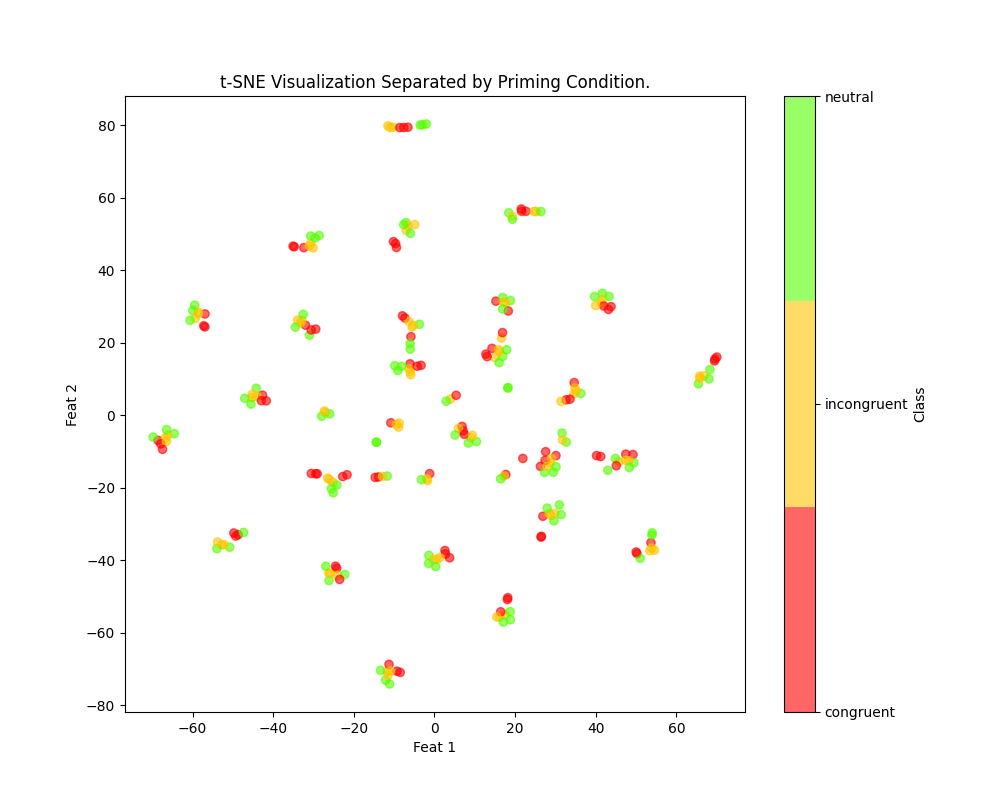 t-SNE Visualization Separated by Priming Condition.
80
60
40
20
0
−20
−40
−60
−80
Feat 2
−60
−40
−20
0
20
40
60
Feat 1
neutral
incongruent
congruent
Class